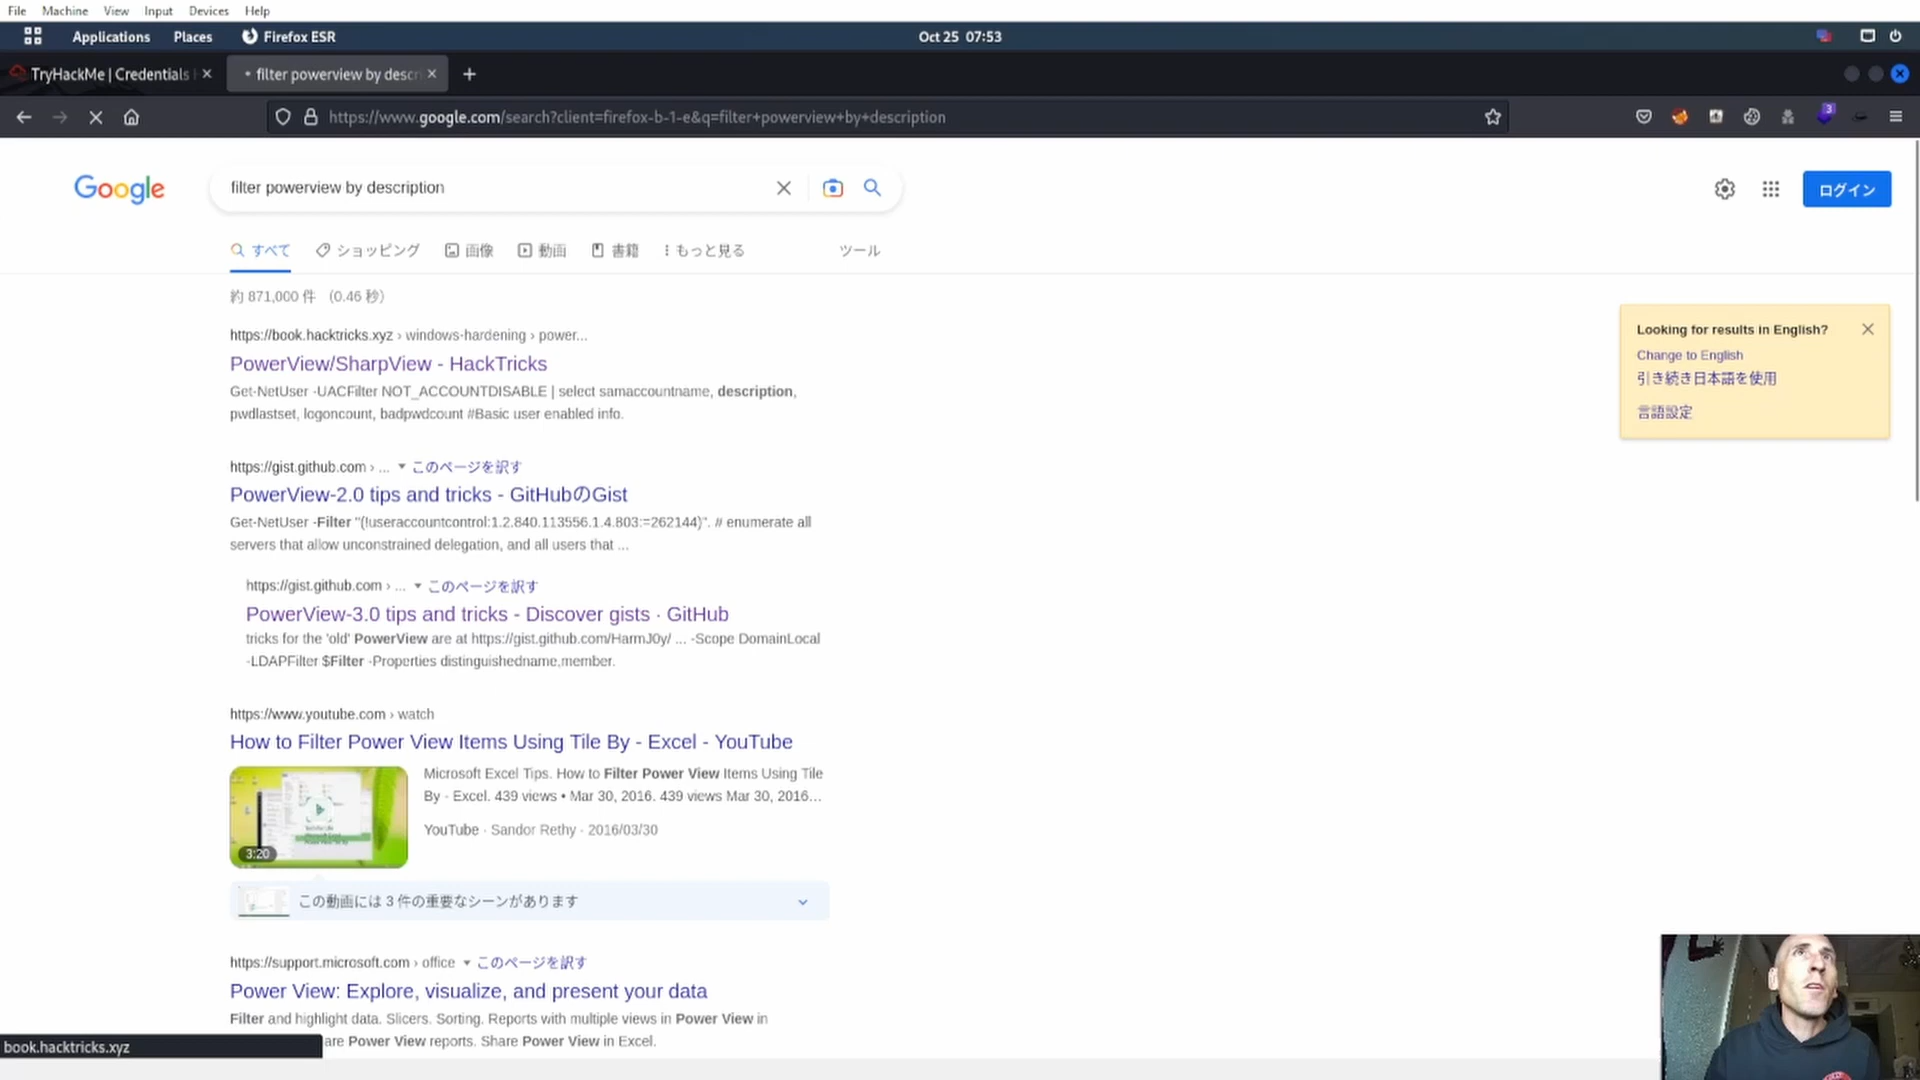 File Machine View Input Devices Help
Applications Places Firefox ESR Oct 25 07:53
TryHackMe | Credentials filter powerview by descr
https://www.google.com/search?client=firefox-b-1-e&q=filter+powerview+by+description 3
Google filter powerview by description ログイン
すべて ショッピング 画像 動画 書籍 もっと見る ツール
約 871,000 件 （0.46 秒）
Looking for results in English?
Change to English
引き続き日本語を使用
言語設定
https://book.hacktricks.xyz › windows-hardening › power...
PowerView/SharpView - HackTricks
Get-NetUser -UACFilter NOT_ACCOUNTDISABLE | select samaccountname, description,
pwdlastset, logoncount, badpwdcount #Basic user enabled info.
https://gist.github.com › ... このページを訳す
PowerView-2.0 tips and tricks - GitHubのGist
Get-NetUser -Filter "(!useraccountcontrol:1.2.840.113556.1.4.803:=262144)". # enumerate all
servers that allow unconstrained delegation, and all users that ...
https://gist.github.com › ... このページを訳す
PowerView-3.0 tips and tricks - Discover gists · GitHub
tricks for the 'old' PowerView are at https://gist.github.com/HarmJ0y/ ... -Scope DomainLocal
-LDAPFilter $Filter -Properties distinguishedname,member.
https://www.youtube.com › watch
How to Filter Power View Items Using Tile By - Excel - YouTube
Microsoft Excel Tips. How to Filter Power View Items Using Tile
By - Excel. 439 views • Mar 30, 2016. 439 views Mar 30, 2016…
YouTube · Sandor Rethy · 2016/03/30
3:20
この動画には 3 件の重要なシーンがあります
https://support.microsoft.com › office このページを訳す
Power View: Explore, visualize, and present your data
Filter and highlight data. Slicers. Sorting. Reports with multiple views in Power View in
are Power View reports. Share Power View in Excel.
book.hacktricks.xyz